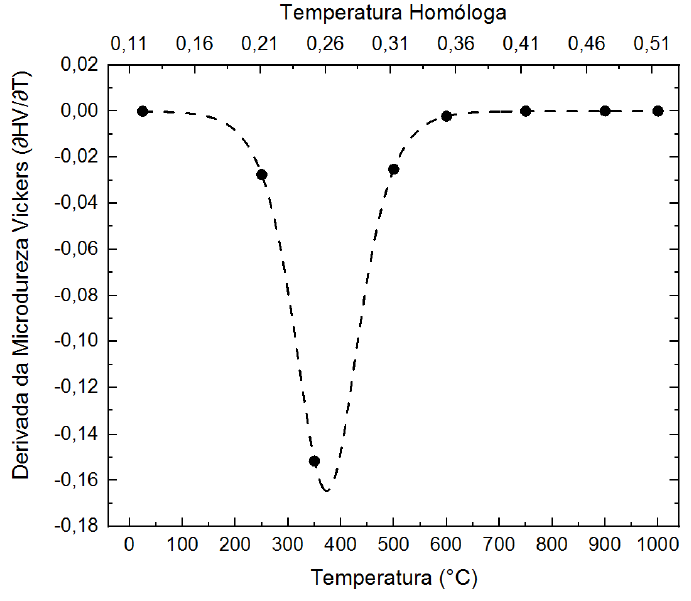 Temperatura Homóloga
0,11 0,16 0,21 0,26 0,31 0,36 0,41 0,46 0,51
Derivada da Microdureza Vickers (∂HV/∂T)
0,02
0,00
-0,02
-0,04
-0,06
-0,08
-0,10
-0,12
-0,14
-0,16
-0,18
0 100 200 300 400 500 600 700 800 900 1000
Temperatura (°C)